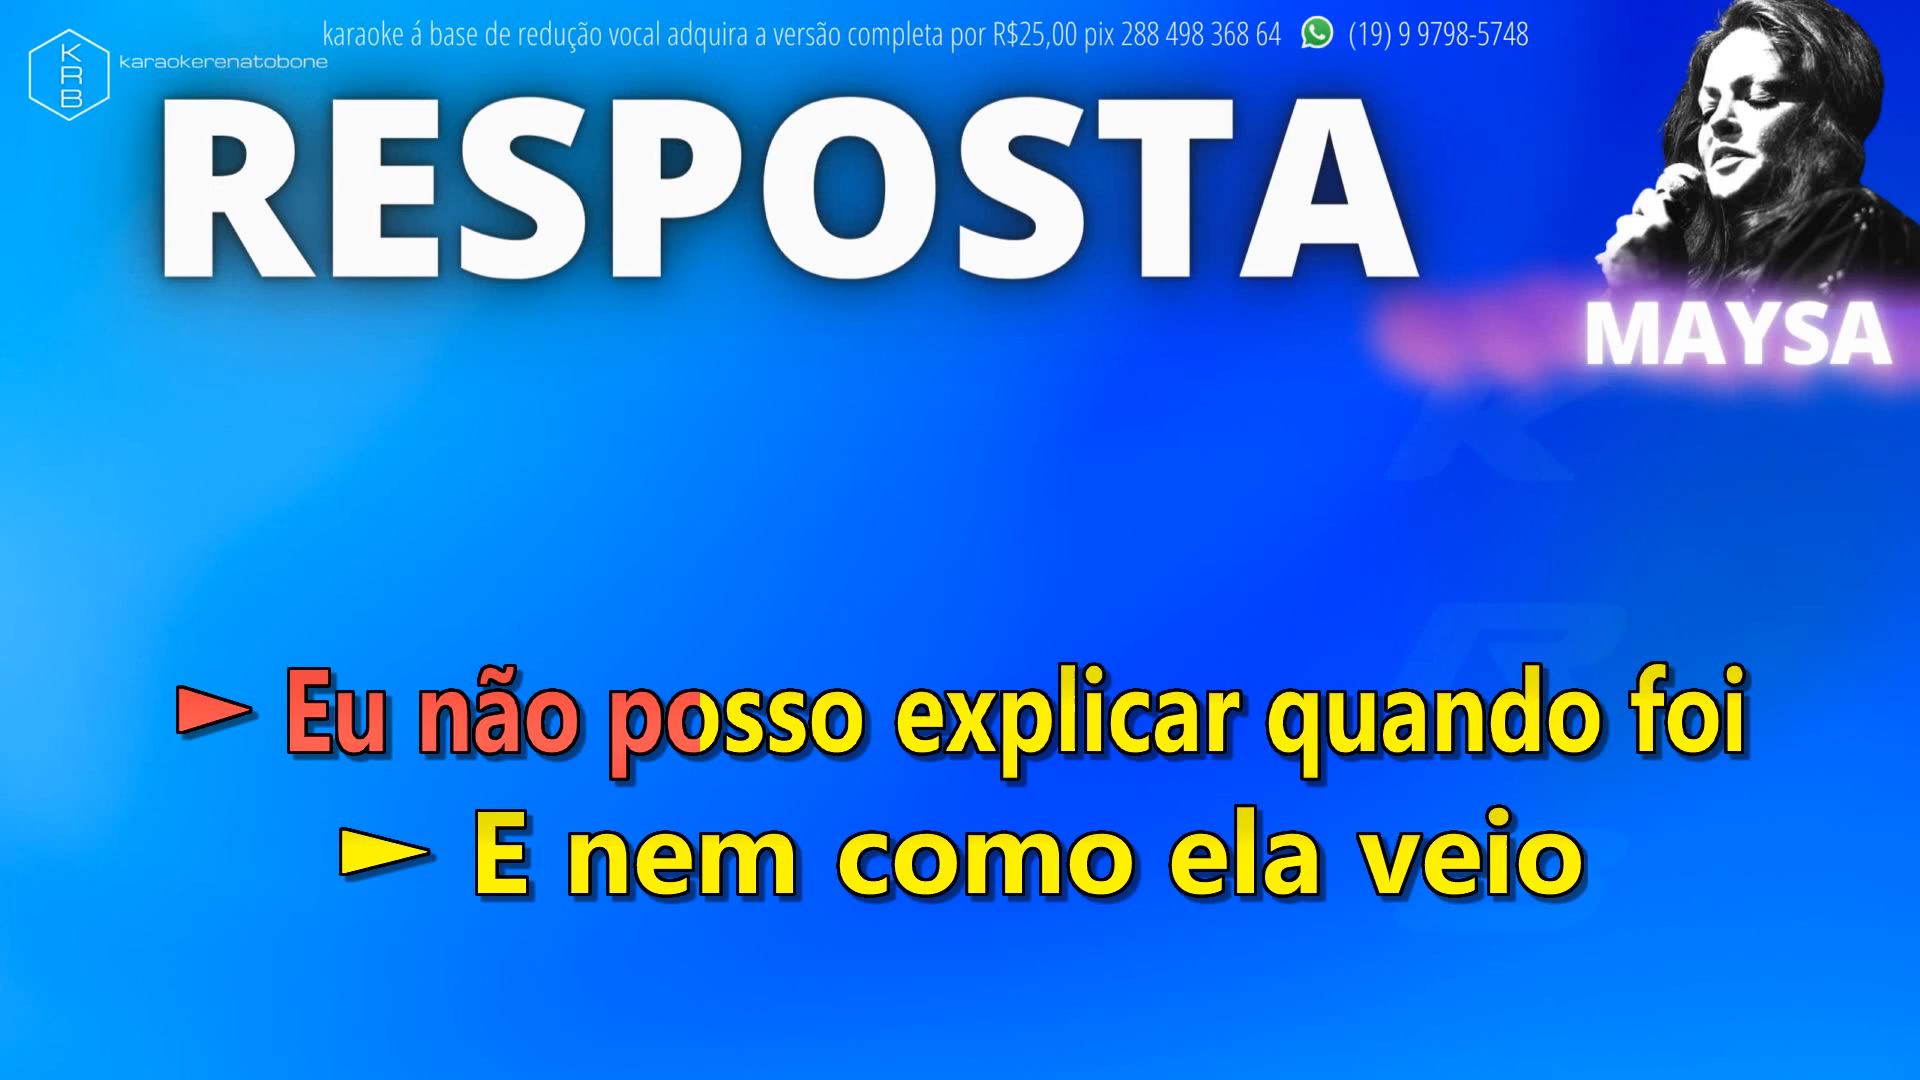 karaoke á base de redução vocal adquira a versão completa por R$25,00 pix 288 498 368 64 (19) 9 9798-5748
KRB
karaokerenatobone
RESPOSTA
MAYSA
► Eu não posso explicar quando foi
► E nem como ela veio
K
R
B